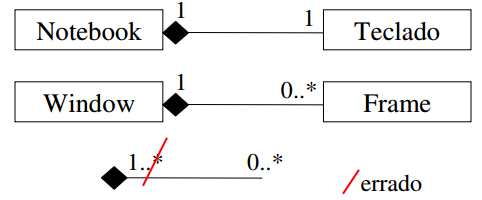 1 1
Notebook Teclado
1 0..*
Window Frame
1..* 0..*
errado